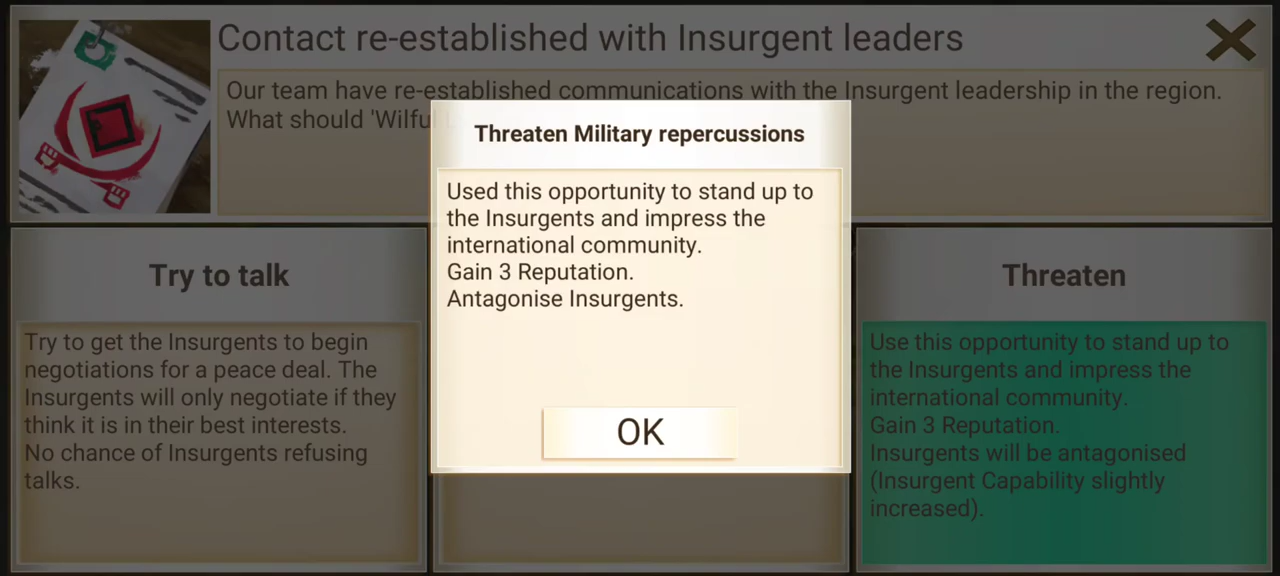 Contact re-established with Insurgent leaders
Our team have re-established communications with the Insurgent leadership in the region.
What should 'Wilful
Threaten Military repercussions
Used this opportunity to stand up to
the Insurgents and impress the
international community.
Gain 3 Reputation.
Antagonise Insurgents.
OK
Try to talk
Try to get the Insurgents to begin
negotiations for a peace deal. The
Insurgents will only negotiate if they
think it is in their best interests.
No chance of Insurgents refusing
talks.
Threaten
Use this opportunity to stand up to
the Insurgents and impress the
international community.
Gain 3 Reputation.
Insurgents will be antagonised
(Insurgent Capability slightly
increased).